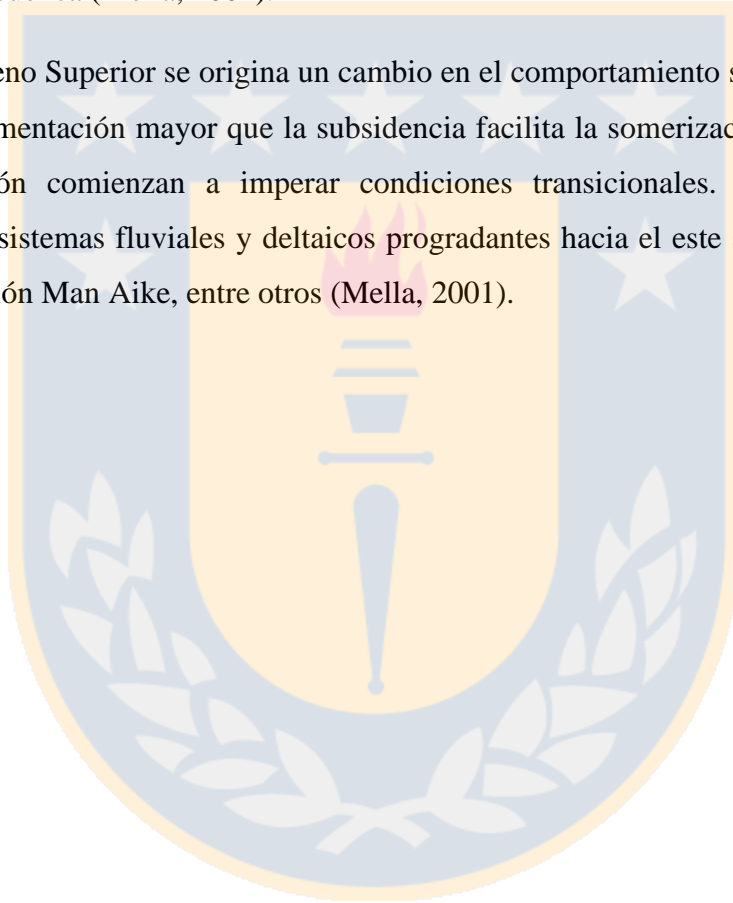 eno Superior se origina un cambio en el comportamiento s
mentación mayor que la subsidencia facilita la somerizac
ón comienzan a imperar condiciones transicionales.
sistemas fluviales y deltaicos progradantes hacia el este
ión Man Aike, entre otros (Mella, 2001).